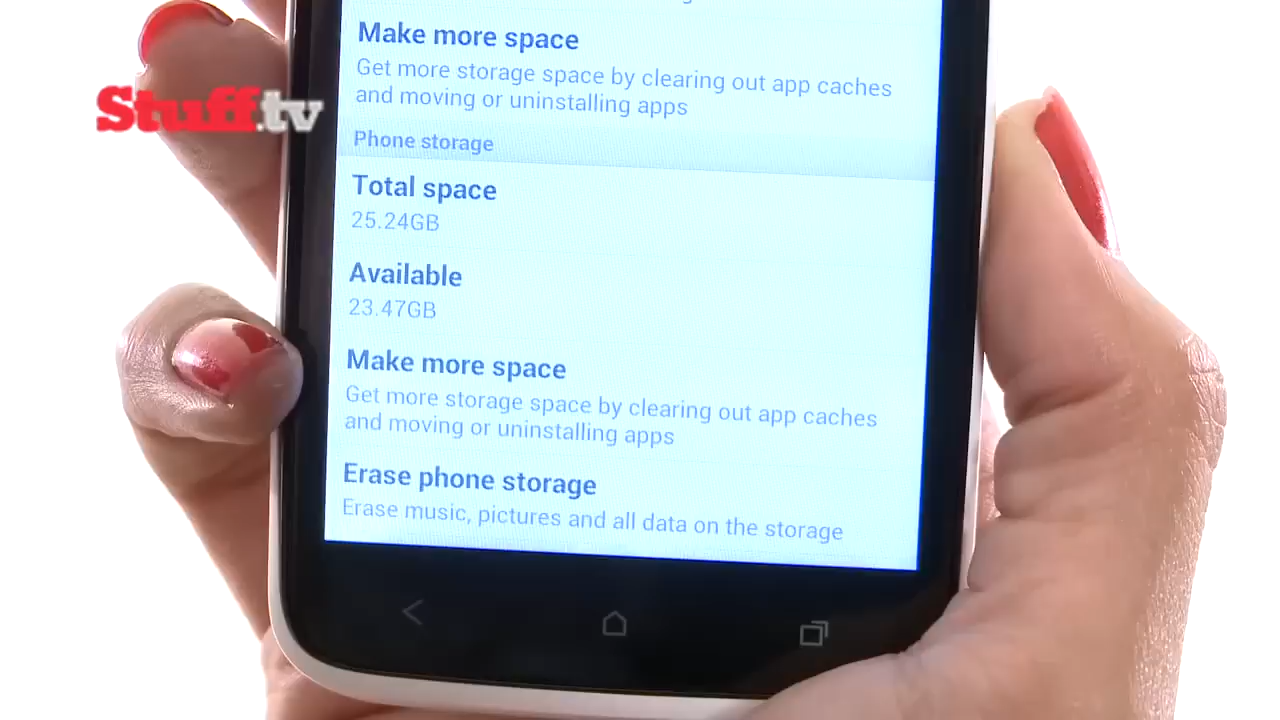 Make more space
Get more storage space by clearing out app caches
and moving or uninstalling apps
Stuff.tv
Phone storage
Total space
25.24GB
Available
23.47GB
Make more space
Get more storage space by clearing out app caches
and moving or uninstalling apps
Erase phone storage
Erase music, pictures and all data on the storage